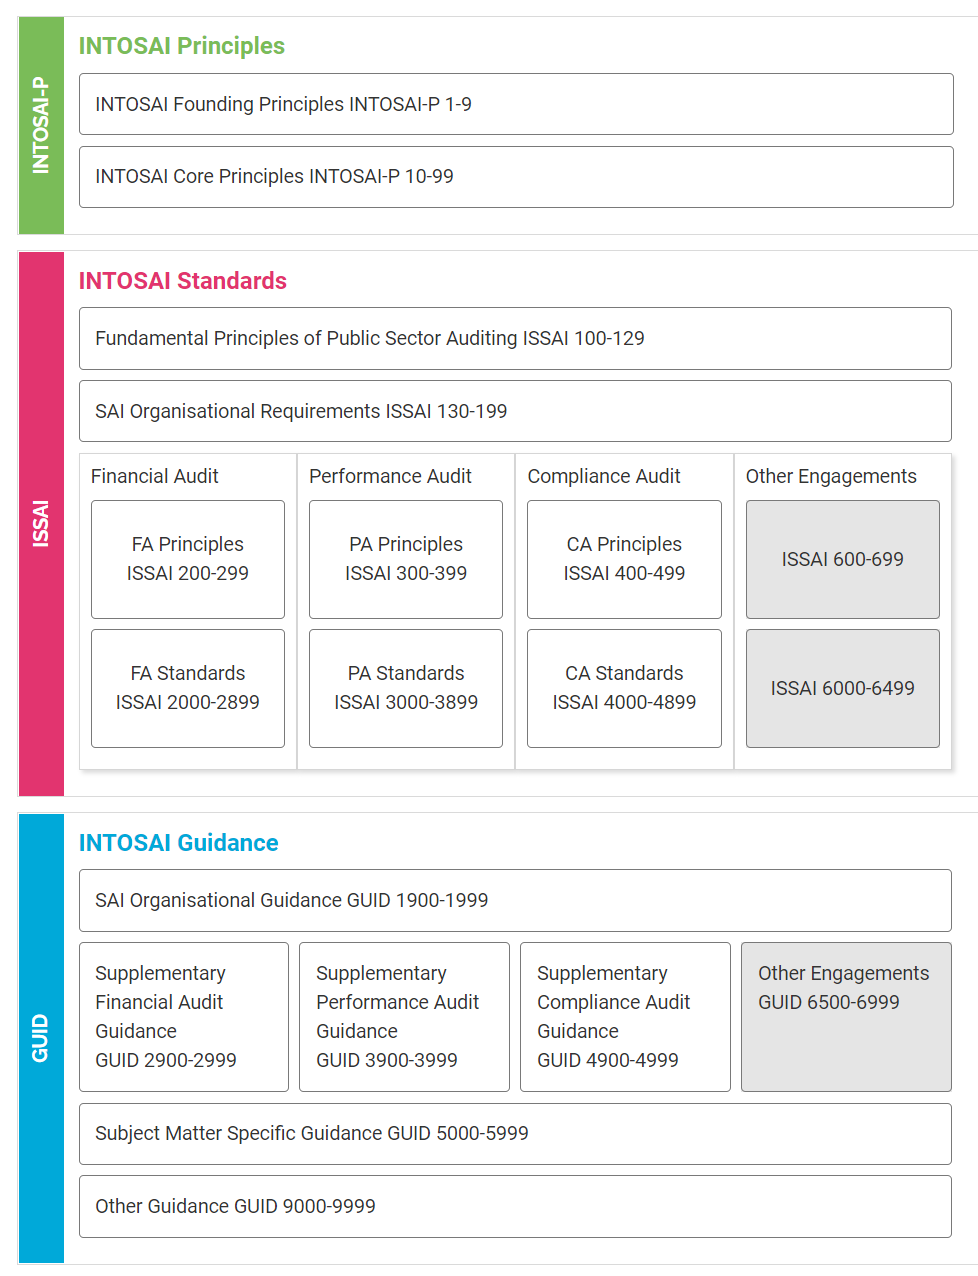 INTOSAI-P
INTOSAI Principles
INTOSAI Founding Principles INTOSAI-P 1-9
INTOSAI Core Principles INTOSAI-P 10-99
ISSAI
INTOSAI Standards
Fundamental Principles of Public Sector Auditing ISSAI 100-129
SAI Organisational Requirements ISSAI 130-199
Financial Audit
FA Principles
ISSAI 200-299
FA Standards
ISSAI 2000-2899
Performance Audit
PA Principles
ISSAI 300-399
PA Standards
ISSAI 3000-3899
Compliance Audit
CA Principles
ISSAI 400-499
CA Standards
ISSAI 4000-4899
Other Engagements
ISSAI 600-699
ISSAI 6000-6499
GUID
INTOSAI Guidance
SAI Organisational Guidance GUID 1900-1999
Supplementary
Financial Audit
Guidance
GUID 2900-2999
Supplementary
Performance Audit
Guidance
GUID 3900-3999
Supplementary
Compliance Audit
Guidance
GUID 4900-4999
Other Engagements
GUID 6500-6999
Subject Matter Specific Guidance GUID 5000-5999
Other Guidance GUID 9000-9999